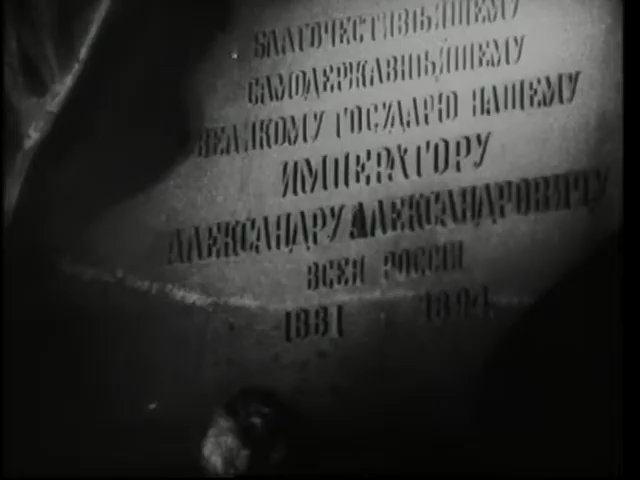 БЛАГОЧЕСТИВѢЙШЕМУ
САМОДЕРЖАВНѢЙШЕМУ
ВЕЛИКОМУ ГОСУДАРЮ НАШЕМУ
ИМПЕРАТОРУ
АЛЕКСАНДРУ АЛЕКСАНДРОВИЧУ
ВСЕЯ РОССІИ
1881 1894